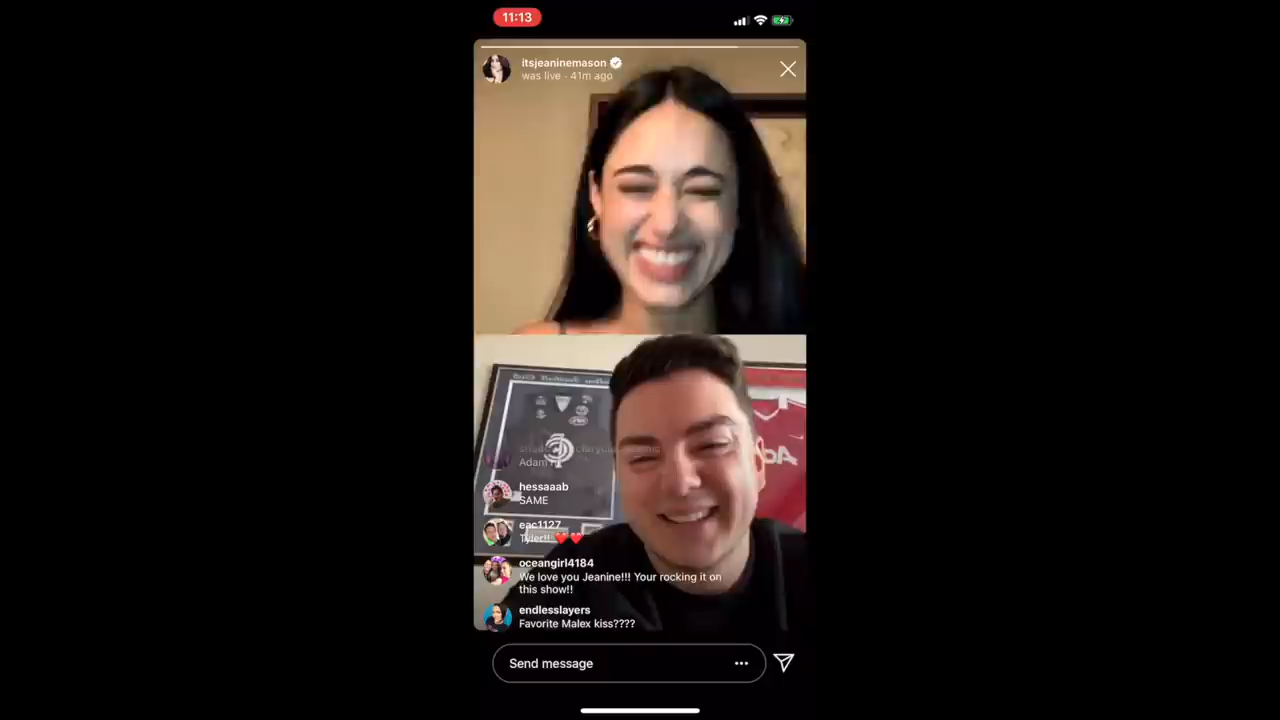 11:13
itsjeaninemason
was live · 41m ago
Adam
hessaaab
SAME
eac1127
Tyler!! ❤️❤️
oceangirl4184
We love you Jeanine!!! Your rocking it on
this show!!
endlesslayers
Favorite Malex kiss????
Send message